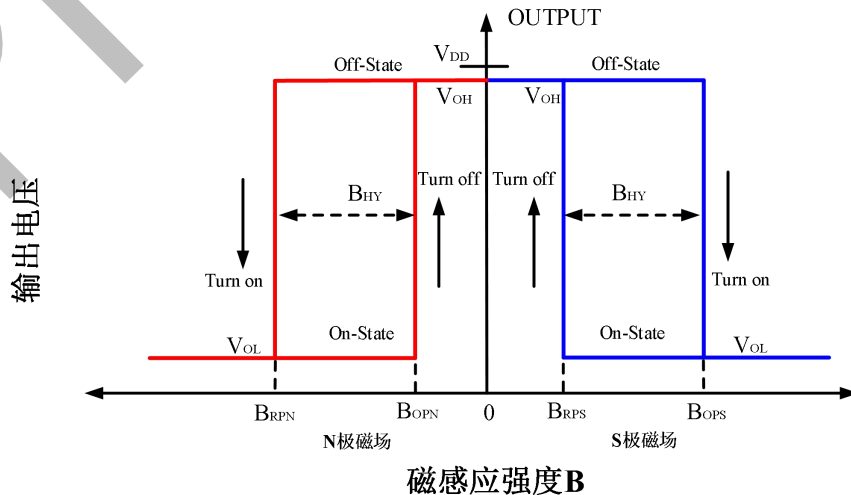 OUTPUT
VDD
Off-State
Off-State
VOH
VOH
Turn off
Turn off
BHY
BHY
Turn on
Turn on
On-State
On-State
VOL
VOL
BRPN
BOPN
0
BRPS
BOPS
N极磁场
S极磁场
磁感应强度B
输出电压